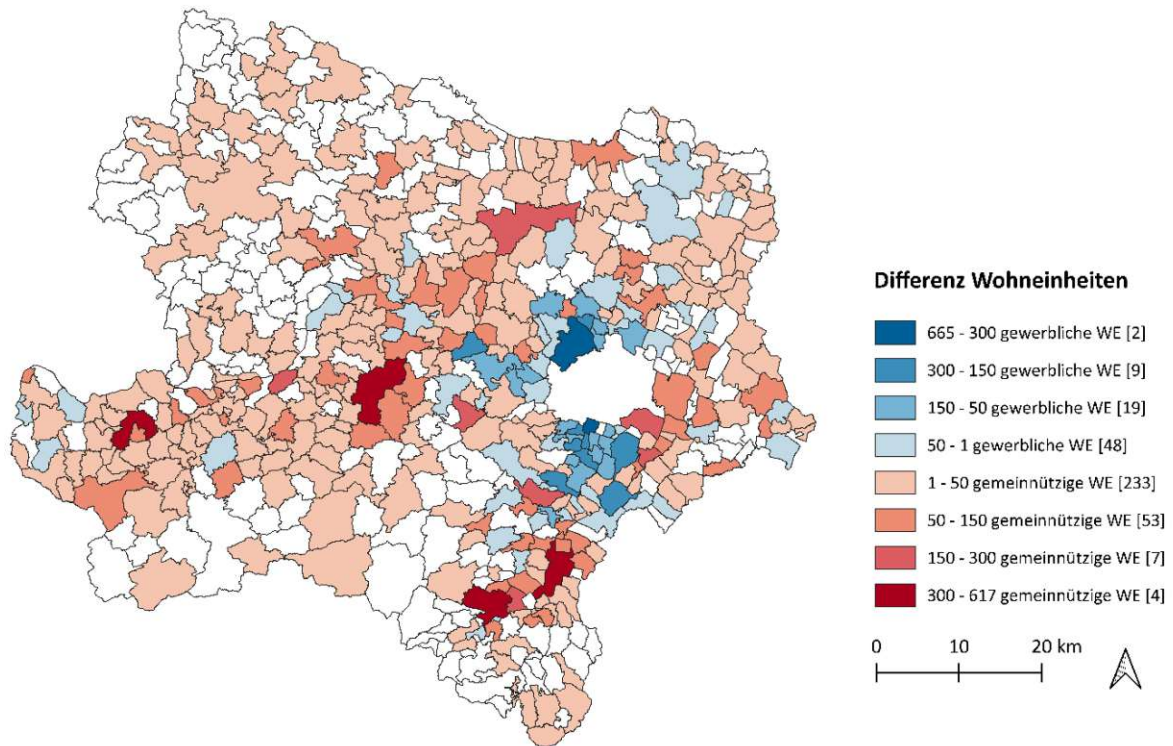 Differenz Wohneinheiten
665 - 300 gewerbliche WE [2]
300 - 150 gewerbliche WE [9]
150 - 50 gewerbliche WE [19]
50 - 1 gewerbliche WE [48]
1 - 50 gemeinnützige WE [233]
50 - 150 gemeinnützige WE [53]
150 - 300 gemeinnützige WE [7]
300 - 617 gemeinnützige WE [4]
0 10 20 km